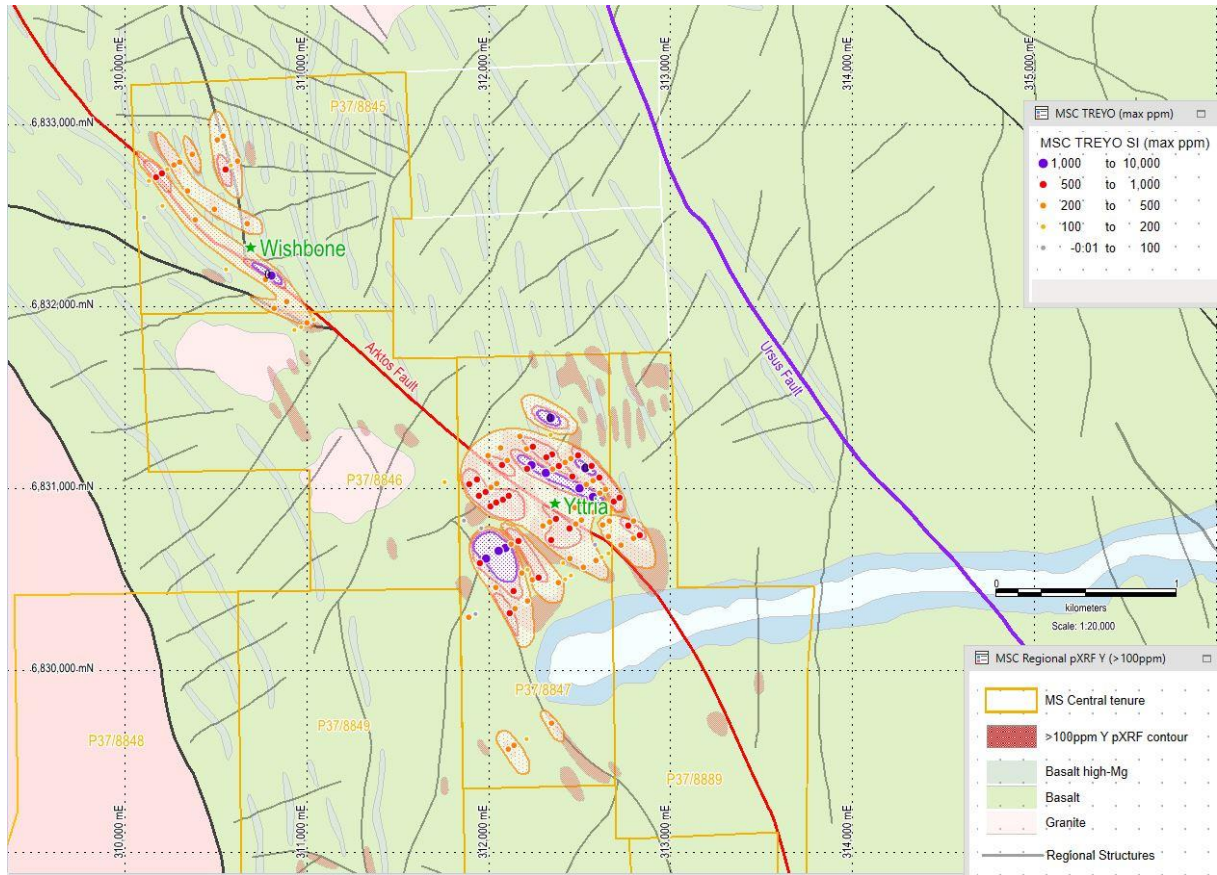 310,000 mE
311,000 mE
312,000 mE
313,000 mE
314,000 mE
315,000 mE
P37/8845
6,833,000 mN
MSC TREYO (max ppm)
MSC TREYO SI (max ppm)
1,000 to 10,000
500 to 1,000
200 to 500
100 to 200
-0.01 to 100
Wishbone
6,832,000 mN
Arktos Fault
Ursus Fault
P37/8846
6,831,000 mN
Yttria
0
1
kilometers
Scale: 1:20,000
6,830,000 mN
P37/8847
P37/8848
P37/8849
P37/8889
MSC Regional pXRF Y (>100ppm)
MS Central tenure
>100ppm Y pXRF contour
Basalt high-Mg
Basalt
Granite
Regional Structures
310,000 mE
311,000 mE
312,000 mE
313,000 mE
314,000 mE